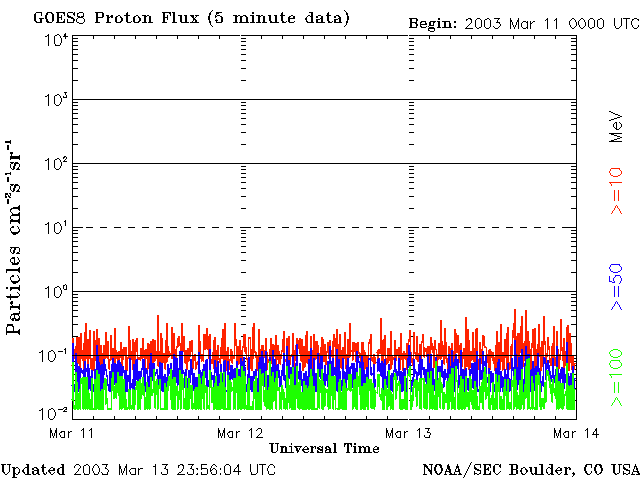 GOES8 Proton Flux (5 minute data)
Begin: 2003 Mar 11 0000 UTC
Particles cm⁻²s⁻¹sr⁻¹
10⁴
10³
10²
10¹
10⁰
10⁻¹
10⁻²
Mar 11 Mar 12 Mar 13 Mar 14
Universal Time
MeV
>=10
>=50
>=100
Updated 2003 Mar 13 23:56:04 UTC
NOAA/SEC Boulder, CO USA